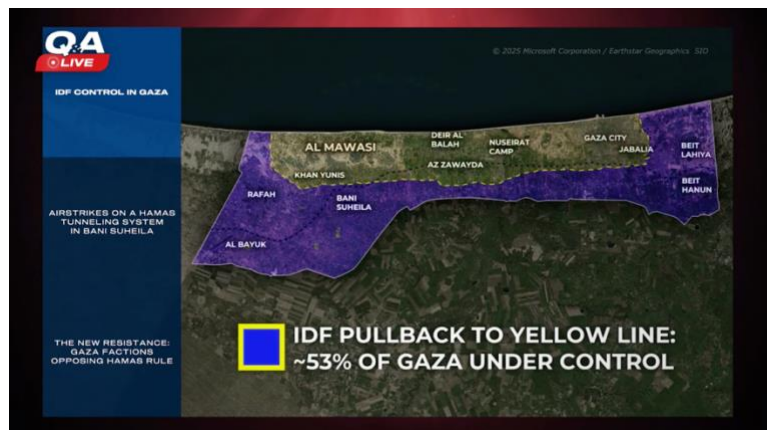 Q&A
LIVE
© 2025 Microsoft Corporation / Earthstar Geographics SIO
IDF CONTROL IN GAZA
AIRSTRIKES ON A HAMAS
TUNNELING SYSTEM
IN BANI SUHEILA
THE NEW RESISTANCE:
GAZA FACTIONS
OPPOSING HAMAS RULE
AL MAWASI
DEIR AL
BALAH
NUSEIRAT
CAMP
GAZA CITY
JABALIA
BEIT
LAHIYA
AZ ZAWAYDA
KHAN YUNIS
RAFAH
BANI
SUHEILA
BEIT
HANUN
AL BAYUK
IDF PULLBACK TO YELLOW LINE:
~53% OF GAZA UNDER CONTROL